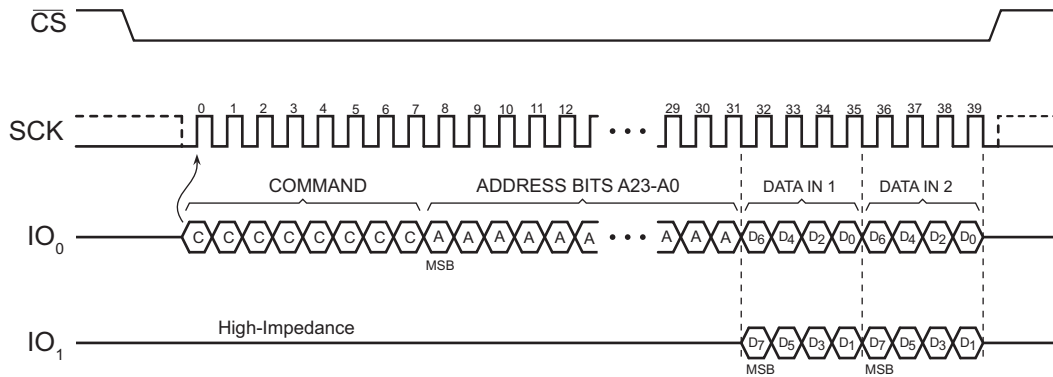 CS
0 1 2 3 4 5 6 7 8 9 10 11 12 29 30 31 32 33 34 35 36 37 38 39
SCK
COMMAND ADDRESS BITS A23-A0 DATA IN 1 DATA IN 2
IO0 C C C C C C C C A A A A A A A A A D6 D4 D2 D0 D6 D4 D2 D0
MSB
High-Impedance
IO1 D7 D5 D3 D1 D7 D5 D3 D1
MSB MSB